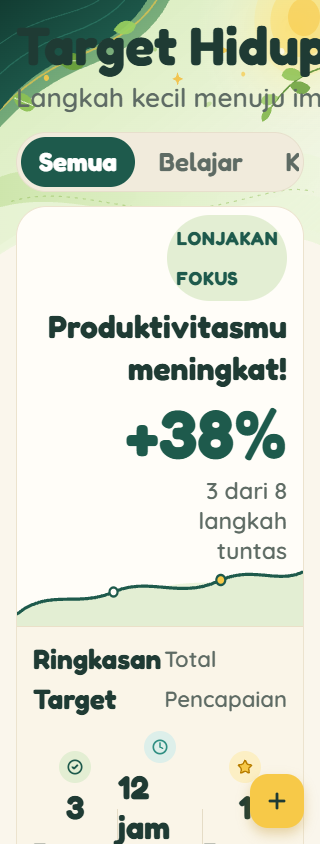 Target Hidup
Langkah kecil menuju im
Semua Belajar K
LONJAKAN
FOKUS
Produktivitasmu
meningkat!
+38%
3 dari 8
langkah
tuntas
Ringkasan Total
Target Pencapaian
3 12 1
jam